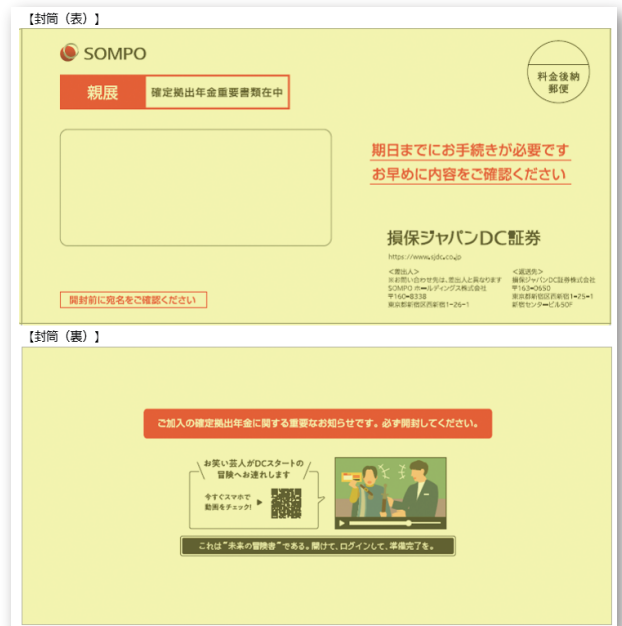 【封筒（表）】
SOMPO
親展
確定拠出年金重要書類在中
料金後納
郵便
期日までにお手続きが必要です
お早めに内容をご確認ください
損保ジャパンDC証券
https://www.sjdc.co.jp
＜差出人＞
※お問い合わせ先は、差出人と異なります
SOMPO ホールディングス株式会社
〒160-8338
東京都新宿区西新宿1-26-1
＜返送先＞
損保ジャパンDC証券株式会社
〒163-0650
東京都新宿区西新宿1-25-1
新宿センタービル50F
開封前に宛名をご確認ください
【封筒（裏）】
ご加入の確定拠出年金に関する重要なお知らせです。必ず開封してください。
お笑い芸人がDCスタートの
冒険へお連れします
今すぐスマホで
動画をチェック!
これは"未来の冒険書"である。開けて、ログインして、準備完了を。